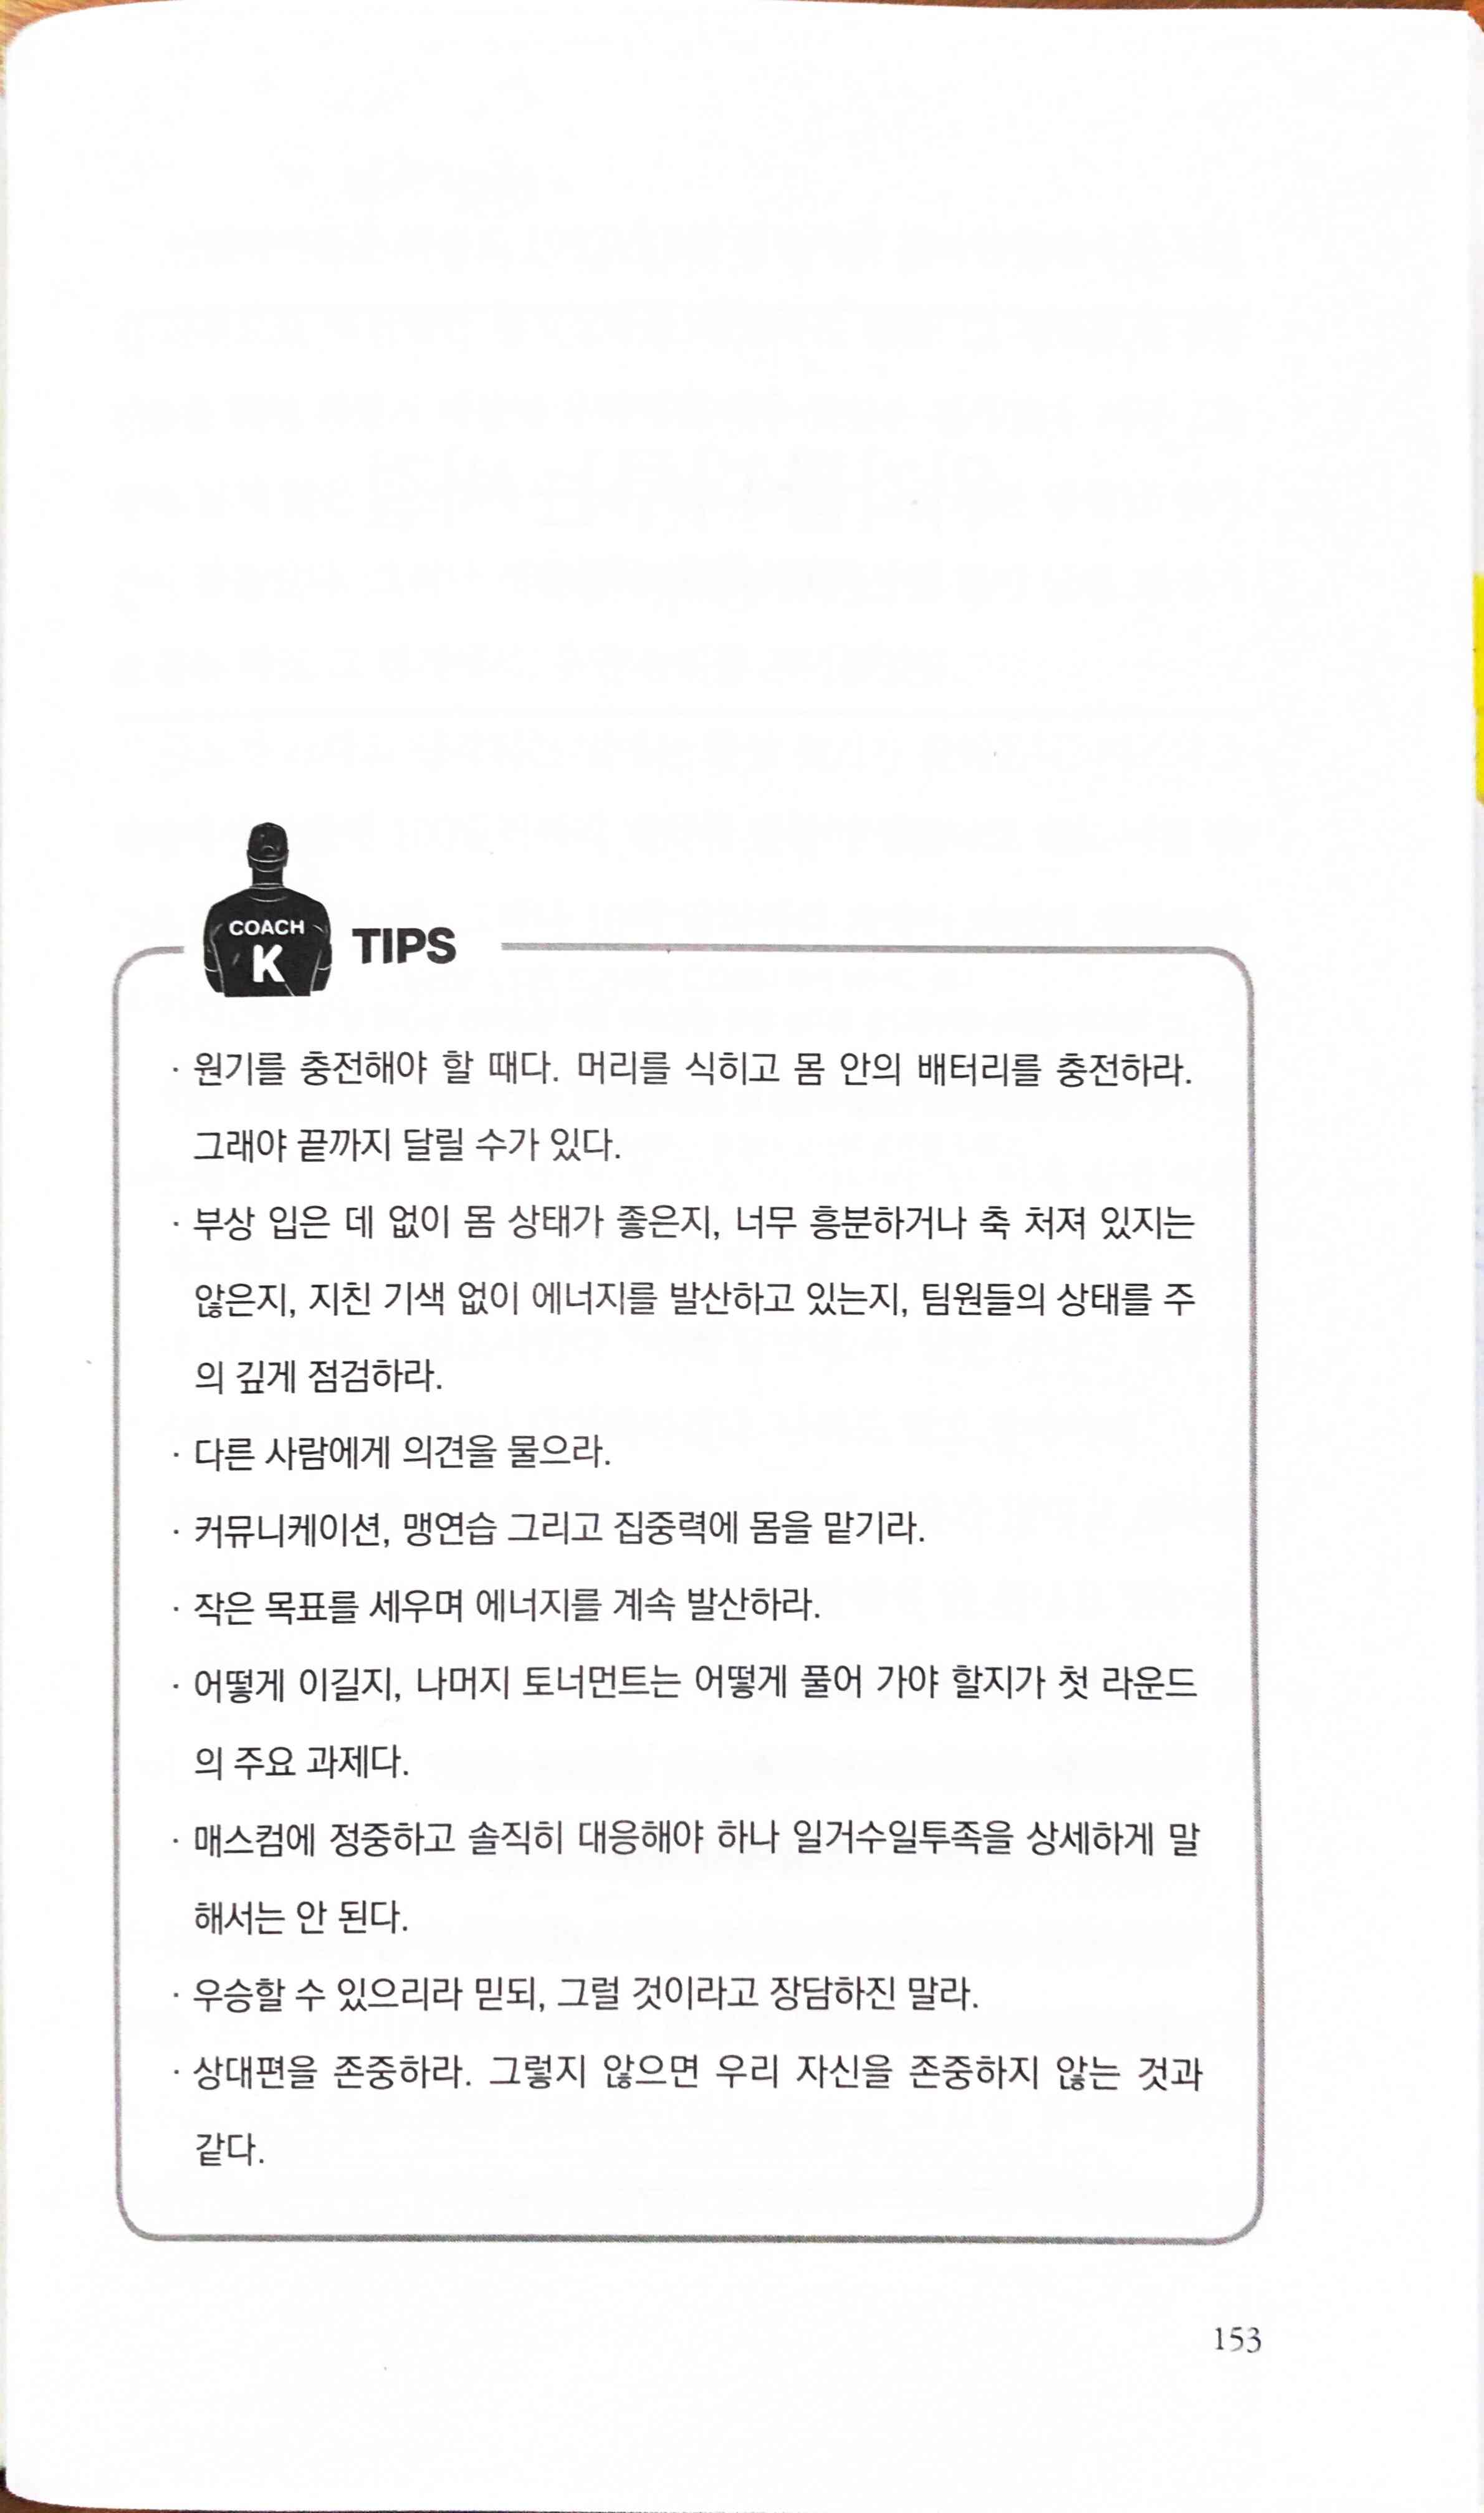 COACH
K
TIPS
· 원기를 충전해야 할 때다. 머리를 식히고 몸 안의 배터리를 충전하라.
그래야 끝까지 달릴 수가 있다.
· 부상 입은 데 없이 몸 상태가 좋은지, 너무 흥분하거나 축 처져 있지는
않은지, 지친 기색 없이 에너지를 발산하고 있는지, 팀원들의 상태를 주
의 깊게 점검하라.
· 다른 사람에게 의견을 물으라.
· 커뮤니케이션, 맹연습 그리고 집중력에 몸을 맡기라.
· 작은 목표를 세우며 에너지를 계속 발산하라.
· 어떻게 이길지, 나머지 토너먼트는 어떻게 풀어 가야 할지가 첫 라운드
의 주요 과제다.
· 매스컴에 정중하고 솔직히 대응해야 하나 일거수일투족을 상세하게 말
해서는 안 된다.
· 우승할 수 있으리라 믿되, 그럴 것이라고 장담하진 말라.
· 상대편을 존중하라. 그렇지 않으면 우리 자신을 존중하지 않는 것과
같다.
153